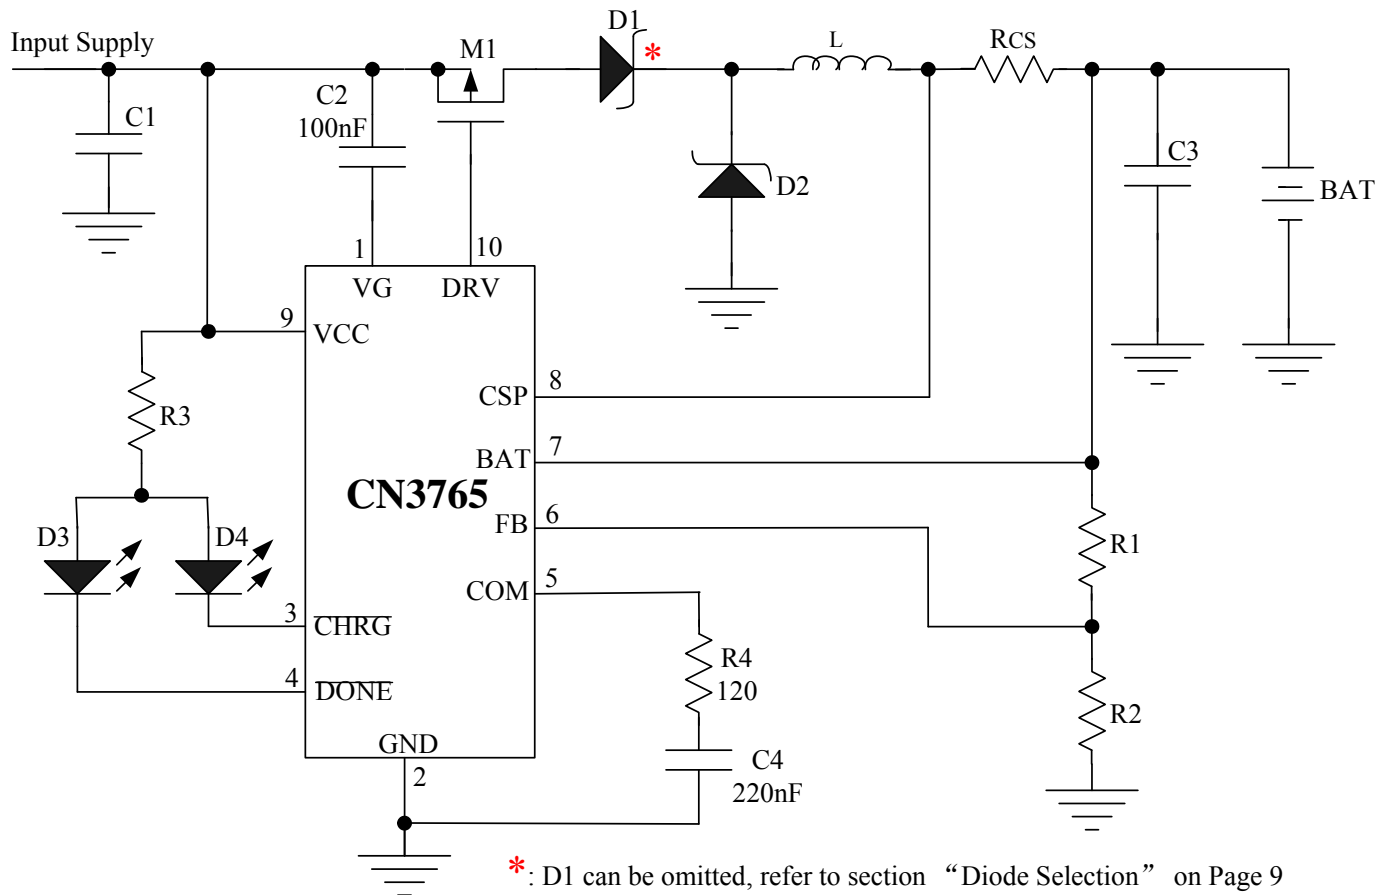 Input Supply
C1
C2
100nF
M1
D1
*
L
RCS
C3
BAT
D2
1
10
VG
DRV
9
VCC
R3
8
CSP
7
BAT
CN3765
6
FB
R1
D3
D4
5
COM
3
CHRG
4
DONE
R4
120
R2
GND
2
C4
220nF
*: D1 can be omitted, refer to section “Diode Selection” on Page 9